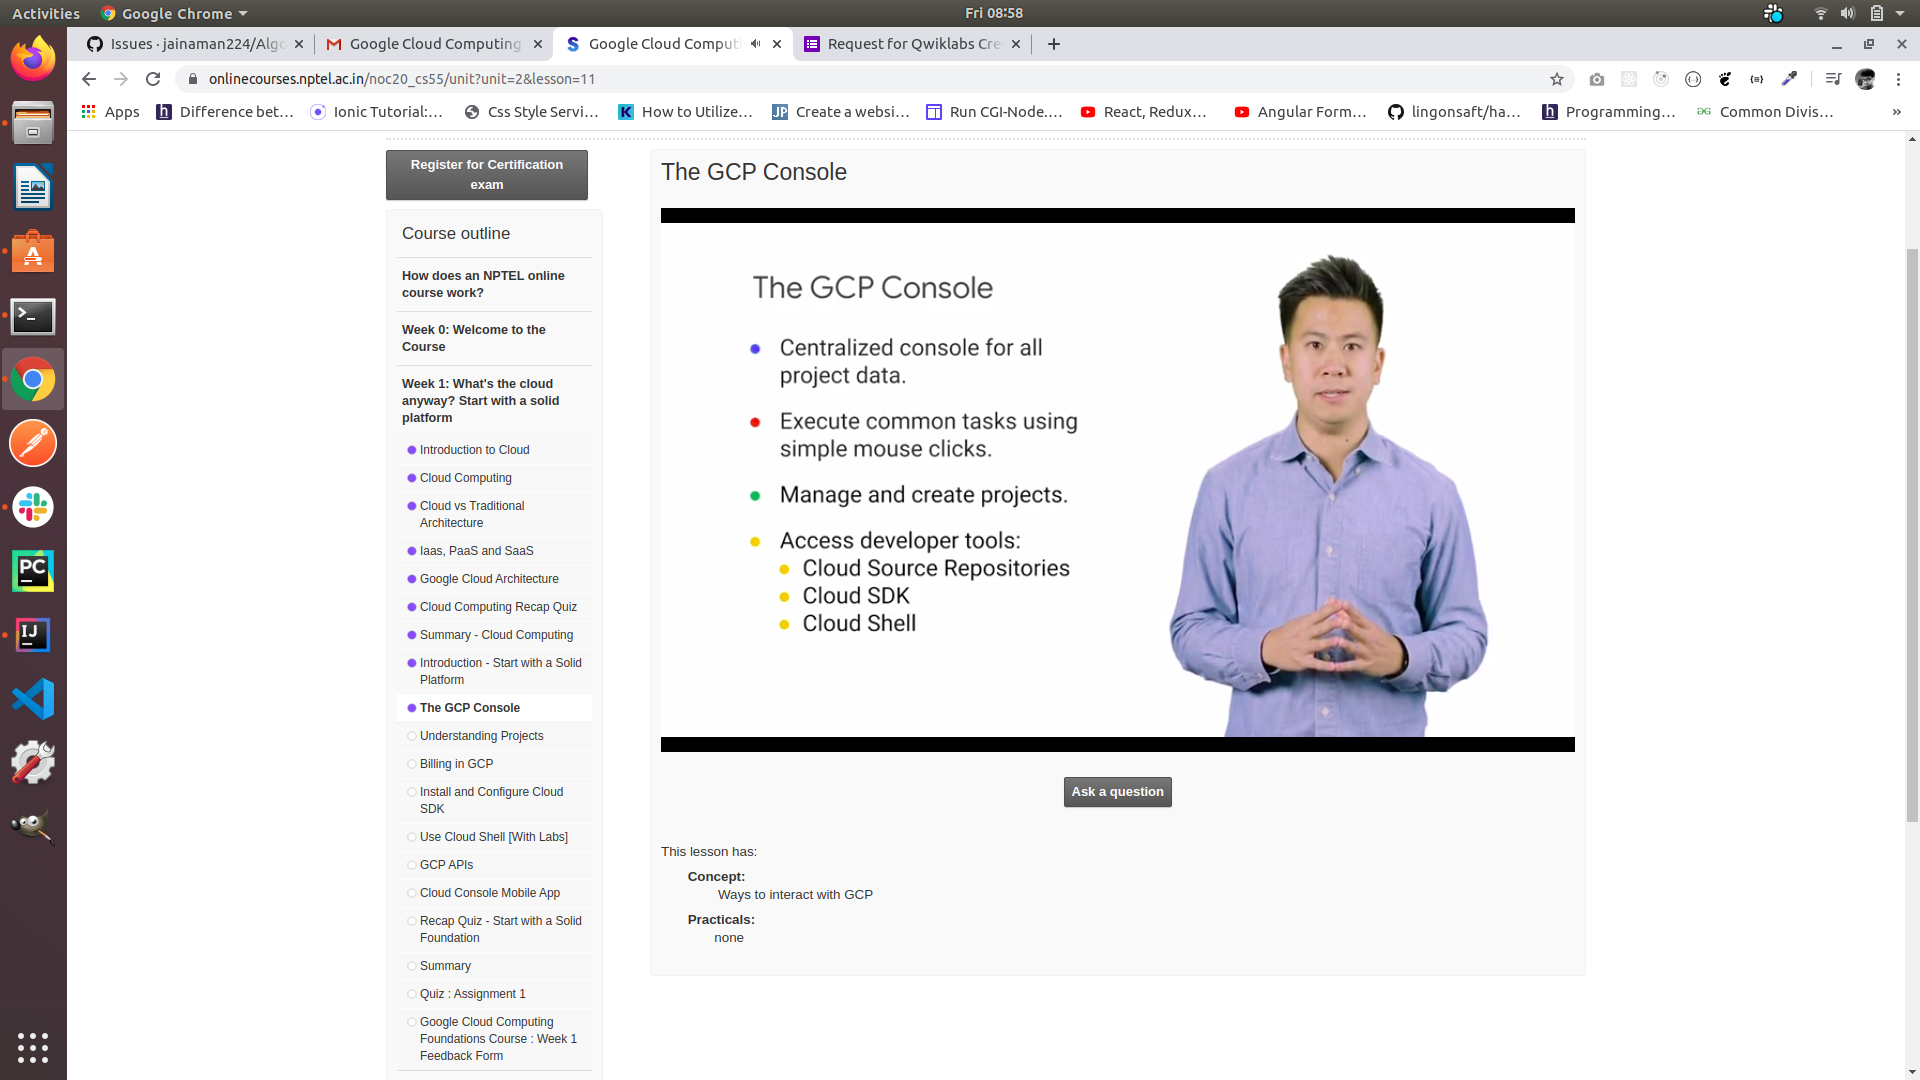 Activities
Google Chrome
Fri 08:58
Issues · jainaman224/Algo
Google Cloud Computing
Google Cloud Computi
Request for Qwiklabs Cre
onlinecourses.nptel.ac.in/noc20_cs55/unit?unit=2&lesson=11
Apps
Difference bet…
Ionic Tutorial:…
Css Style Servi…
How to Utilize…
Create a websi…
Run CGI-Node.…
React, Redux…
Angular Form…
lingonsaft/ha…
Programming…
Common Divis…
»
Register for Certification
exam
Course outline
How does an NPTEL online
course work?
Week 0: Welcome to the
Course
Week 1: What's the cloud
anyway? Start with a solid
platform
Introduction to Cloud
Cloud Computing
Cloud vs Traditional
Architecture
Iaas, PaaS and SaaS
Google Cloud Architecture
Cloud Computing Recap Quiz
Summary - Cloud Computing
Introduction - Start with a Solid
Platform
The GCP Console
Understanding Projects
Billing in GCP
Install and Configure Cloud
SDK
Use Cloud Shell [With Labs]
GCP APIs
Cloud Console Mobile App
Recap Quiz - Start with a Solid
Foundation
Summary
Quiz : Assignment 1
Google Cloud Computing
Foundations Course : Week 1
Feedback Form
The GCP Console
The GCP Console
Centralized console for all
project data.
Execute common tasks using
simple mouse clicks.
Manage and create projects.
Access developer tools:
Cloud Source Repositories
Cloud SDK
Cloud Shell
Ask a question
This lesson has:
Concept:
Ways to interact with GCP
Practicals:
none
PC
IJ